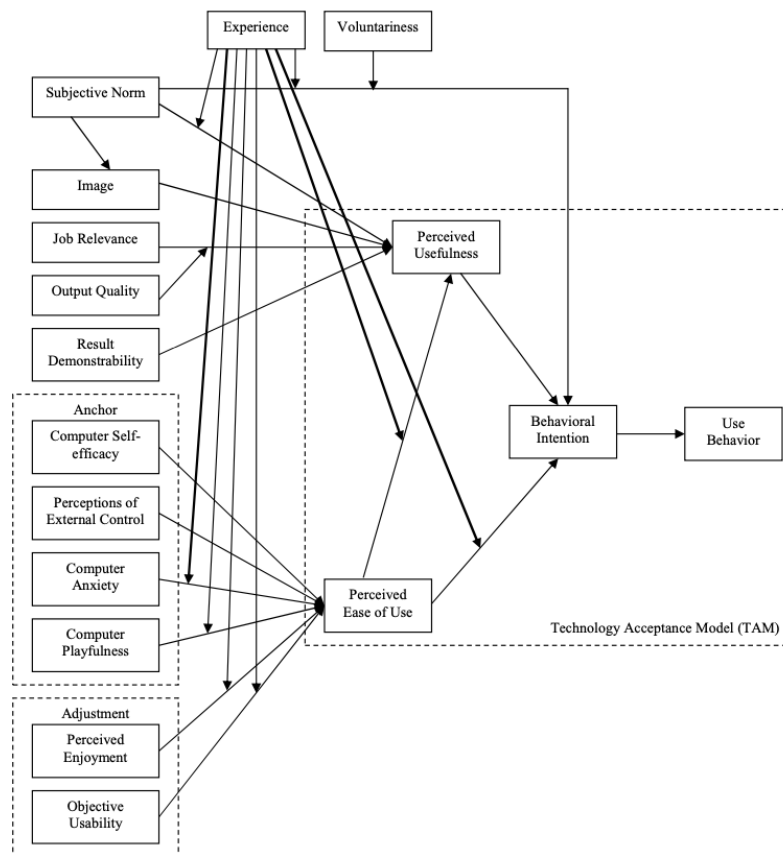 Experience
Voluntariness
Subjective Norm
Image
Job Relevance
Output Quality
Result
Demonstrability
Perceived
Usefulness
Anchor
Computer Self-
efficacy
Perceptions of
External Control
Computer
Anxiety
Computer
Playfulness
Behavioral
Intention
Use
Behavior
Perceived
Ease of Use
Technology Acceptance Model (TAM)
Adjustment
Perceived
Enjoyment
Objective
Usability